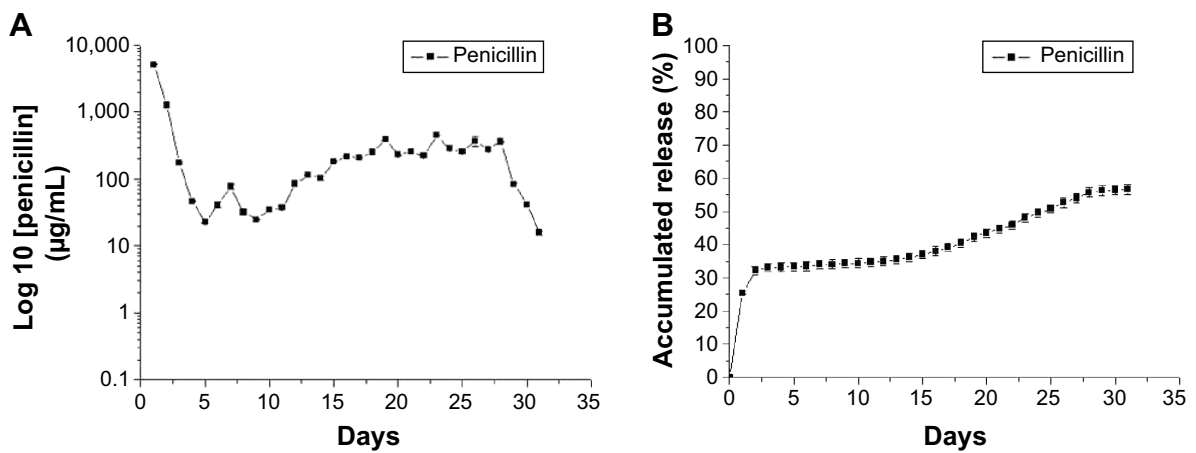 A
Log 10 [penicillin]
(µg/mL)
10,000
1,000
100
10
1
0.1
Penicillin
0 5 10 15 20 25 30 35
Days
B
Accumulated release (%)
100
90
80
70
60
50
40
30
20
10
0
Penicillin
0 5 10 15 20 25 30 35
Days